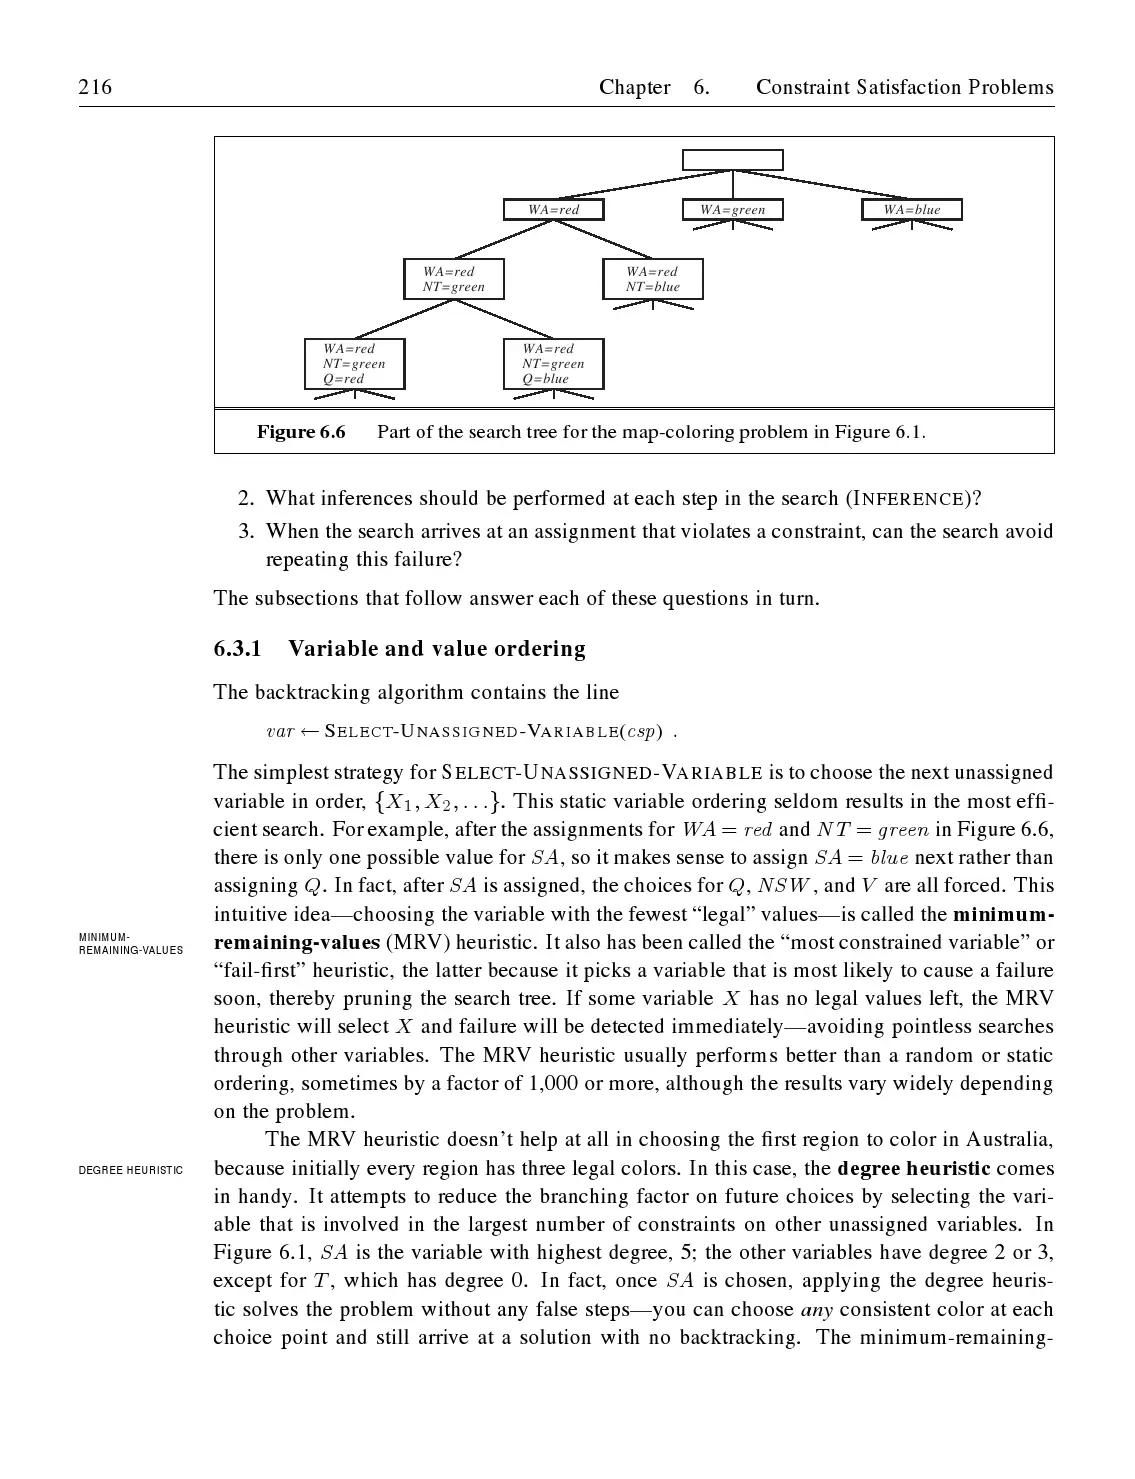 216 Chapter 6. Constraint Satisfaction Problems
WA=red WA=green WA=blue
WA=red WA=red
NT=green NT=blue
WA=red WA=red
NT=green NT=green
Q=red Q=blue
Figure 6.6 Part of the search tree for the map-coloring problem in Figure 6.1.
2. What inferences should be performed at each step in the search (INFERENCE)?
3. When the search arrives at an assignment that violates a constraint, can the search avoid
repeating this failure?
The subsections that follow answer each of these questions in turn.
6.3.1 Variable and value ordering
The backtracking algorithm contains the line
var ← SELECT-UNASSIGNED-VARIABLE(csp) .
The simplest strategy for SELECT-UNASSIGNED-VARIABLE is to choose the next unassigned
variable in order, {X1, X2, . . .}. This static variable ordering seldom results in the most effi-
cient search. For example, after the assignments for WA = red and NT = green in Figure 6.6,
there is only one possible value for SA, so it makes sense to assign SA = blue next rather than
assigning Q. In fact, after SA is assigned, the choices for Q, NSW, and V are all forced. This
intuitive idea—choosing the variable with the fewest “legal” values—is called the minimum-
MINIMUM-
REMAINING-VALUES
remaining-values (MRV) heuristic. It also has been called the “most constrained variable” or
“fail-first” heuristic, the latter because it picks a variable that is most likely to cause a failure
soon, thereby pruning the search tree. If some variable X has no legal values left, the MRV
heuristic will select X and failure will be detected immediately—avoiding pointless searches
through other variables. The MRV heuristic usually performs better than a random or static
ordering, sometimes by a factor of 1,000 or more, although the results vary widely depending
on the problem.
The MRV heuristic doesn’t help at all in choosing the first region to color in Australia,
DEGREE HEURISTIC
because initially every region has three legal colors. In this case, the degree heuristic comes
in handy. It attempts to reduce the branching factor on future choices by selecting the vari-
able that is involved in the largest number of constraints on other unassigned variables. In
Figure 6.1, SA is the variable with highest degree, 5; the other variables have degree 2 or 3,
except for T, which has degree 0. In fact, once SA is chosen, applying the degree heuris-
tic solves the problem without any false steps—you can choose any consistent color at each
choice point and still arrive at a solution with no backtracking. The minimum-remaining-